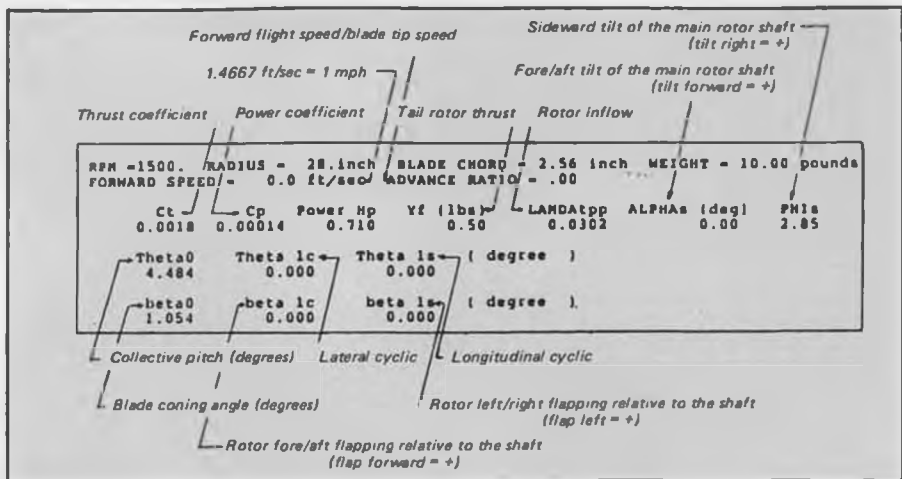 Sideward tilt of the main rotor shaft
(tilt right = +)
Forward flight speed/blade tip speed
1.4667 ft/sec = 1 mph
Fore/aft tilt of the main rotor shaft
(tilt forward = +)
Thrust coefficient Power coefficient Tail rotor thrust Rotor inflow
RPM =1500. RADIUS = 28.inch BLADE CHORD = 2.56 inch WEIGHT = 10.00 pounds
FORWARD SPEED = 0.0 ft/sec ADVANCE RATIO = .00
Ct Cp Power Hp Yf (lbs) LAMDAtpp ALPHAs (deg) PHIs
0.0018 0.00014 0.710 0.50 0.0302 0.00 2.85
Theta0 Theta 1c Theta 1s ( degree )
4.484 0.000 0.000
beta0 beta 1c beta 1s ( degree )
1.054 0.000 0.000
Collective pitch (degrees) Lateral cyclic Longitudinal cyclic
Blade coning angle (degrees) Rotor left/right flapping relative to the shaft
(flap left = +)
Rotor fore/aft flapping relative to the shaft
(flap forward = +)